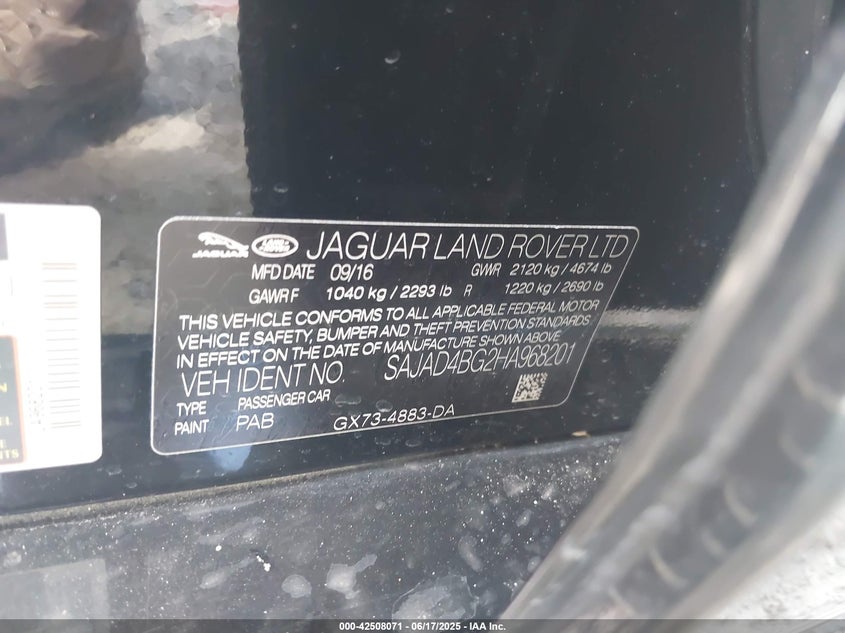 JAGUAR LAND ROVER JAGUAR LAND ROVER LTD
MFD DATE 09/16 GWR 2120 kg / 4674 lb
GAWR F 1040 kg / 2293 lb R 1220 kg / 2690 lb
THIS VEHICLE CONFORMS TO ALL APPLICABLE FEDERAL MOTOR
VEHICLE SAFETY, BUMPER AND THEFT PREVENTION STANDARDS
IN EFFECT ON THE DATE OF MANUFACTURE SHOWN ABOVE
VEH IDENT NO. SAJAD4BG2HA968201
TYPE PASSENGER CAR
PAINT PAB GX73-4883-DA
000-42508071 - 06/17/2025 - IAA Inc.